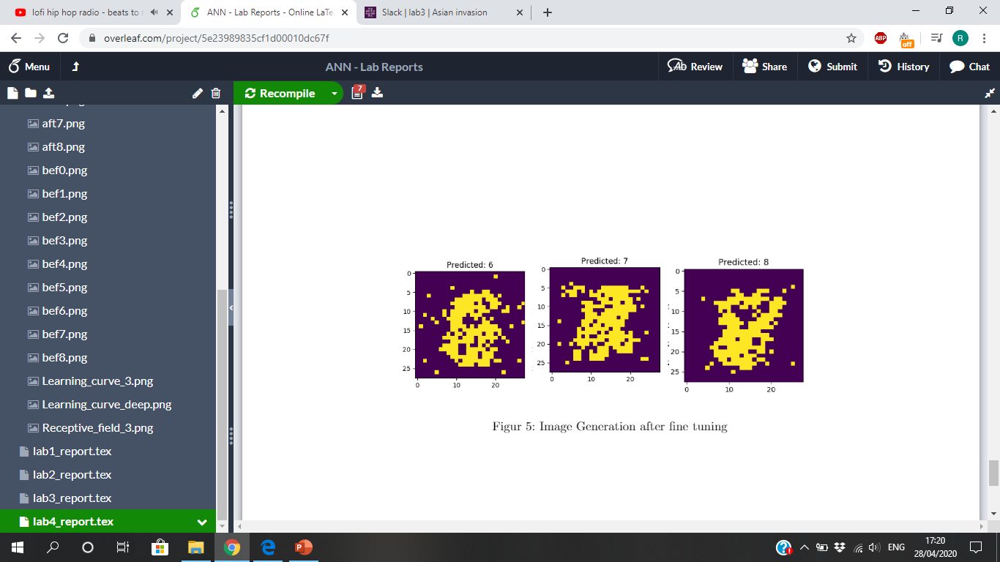 lofi hip hop radio - beats to r
ANN - Lab Reports - Online LaTe
Slack | lab3 | Asian invasion
overleaf.com/project/5e23989835cf1d00010dc67f
ABP
off
R
Menu
ANN - Lab Reports
Review
Share
Submit
History
Chat
Recompile
7
aft7.png
aft8.png
bef0.png
bef1.png
bef2.png
bef3.png
bef4.png
bef5.png
bef6.png
bef7.png
bef8.png
Learning_curve_3.png
Learning_curve_deep.png
Receptive_field_3.png
lab1_report.tex
lab2_report.tex
lab3_report.tex
lab4_report.tex
Predicted: 6
0
5
10
15
20
25
0 10 20
Predicted: 7
0
5
10
15
20
25
0 10 20
Predicted: 8
0
5
10
15
20
25
0 10 20
Figur 5: Image Generation after fine tuning
ENG
17:20
28/04/2020